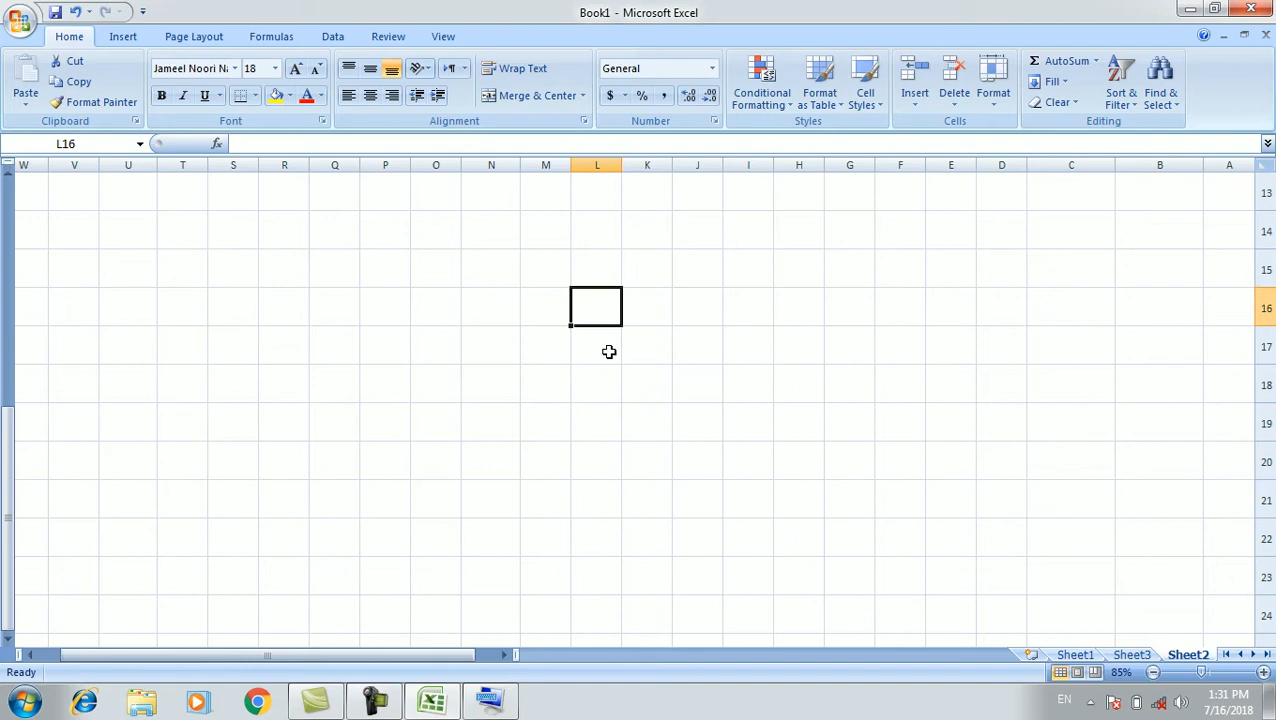 Book1 - Microsoft Excel
Home Insert Page Layout Formulas Data Review View
Cut
Copy
Format Painter
Paste
Clipboard
Jameel Noori Na 18
B I U A
Font
Wrap Text
Merge & Center
Alignment
General
$ % ,
Number
Conditional Formatting
Format as Table
Cell Styles
Styles
Insert Delete Format
Cells
Σ AutoSum
Fill
Clear
Sort & Filter
Find & Select
Editing
L16 fx
W V U T S R Q P O N M L K J I H G F E D C B A
13
14
15
16
17
18
19
20
21
22
23
24
Sheet1 Sheet3 Sheet2
Ready 85%
EN 1:31 PM
7/16/2018